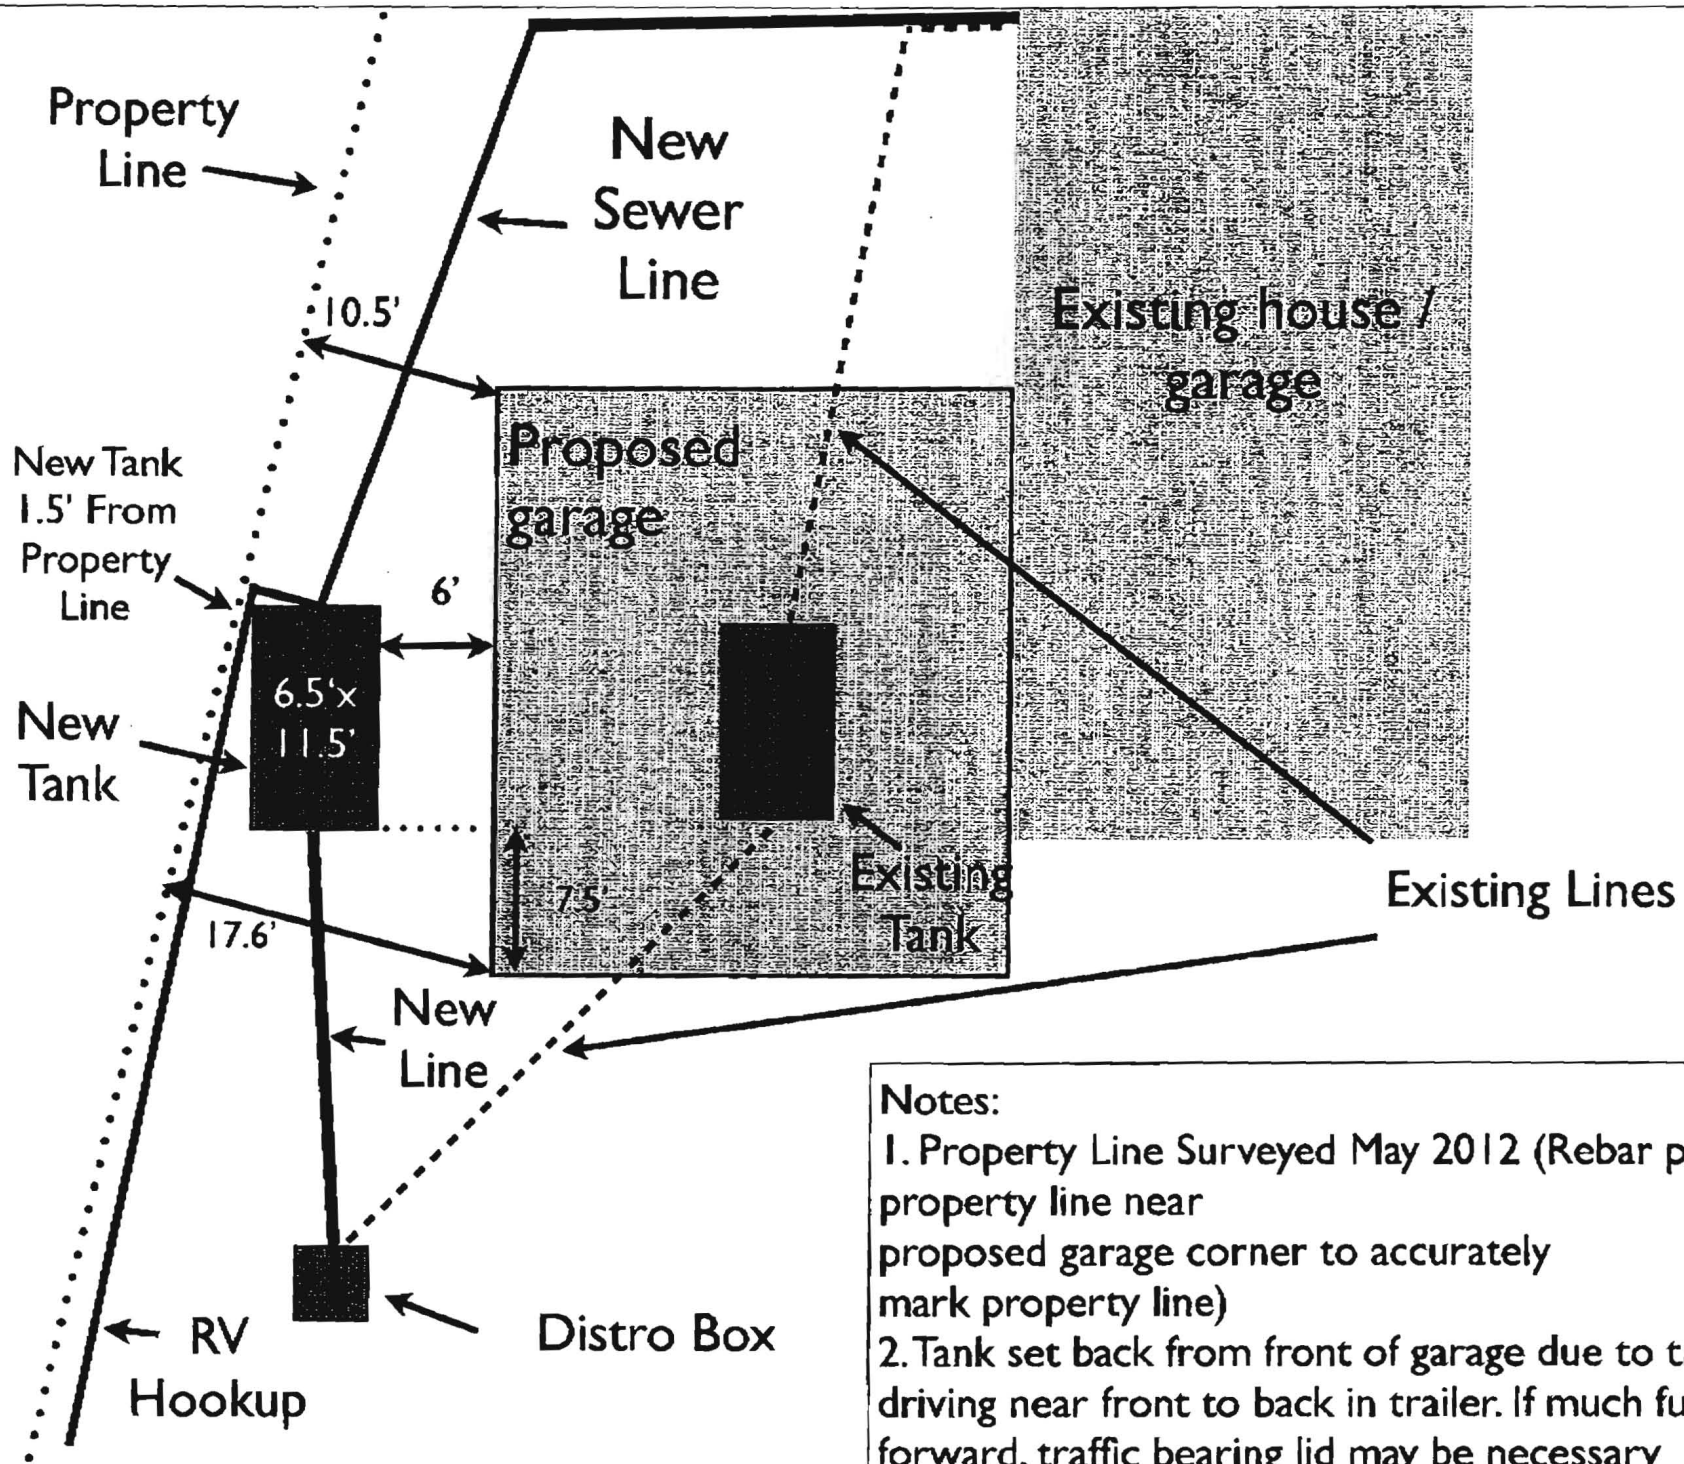 Property
Line
New
Sewer
Line
10.5'
Existing house /
garage
Proposed
garage
New Tank
1.5' From
Property
Line
6'
6.5'x
11.5'
New
Tank
7.5'
Existing
Tank
Existing Lines
17.6'
New
Line
Distro Box
RV
Hookup
Notes:
1. Property Line Surveyed May 2012 (Rebar
property line near
proposed garage corner to accurately
mark property line)
2. Tank set back from front of garage due to
driving near front to back in trailer. If much
forward, traffic bearing lid may be necessary